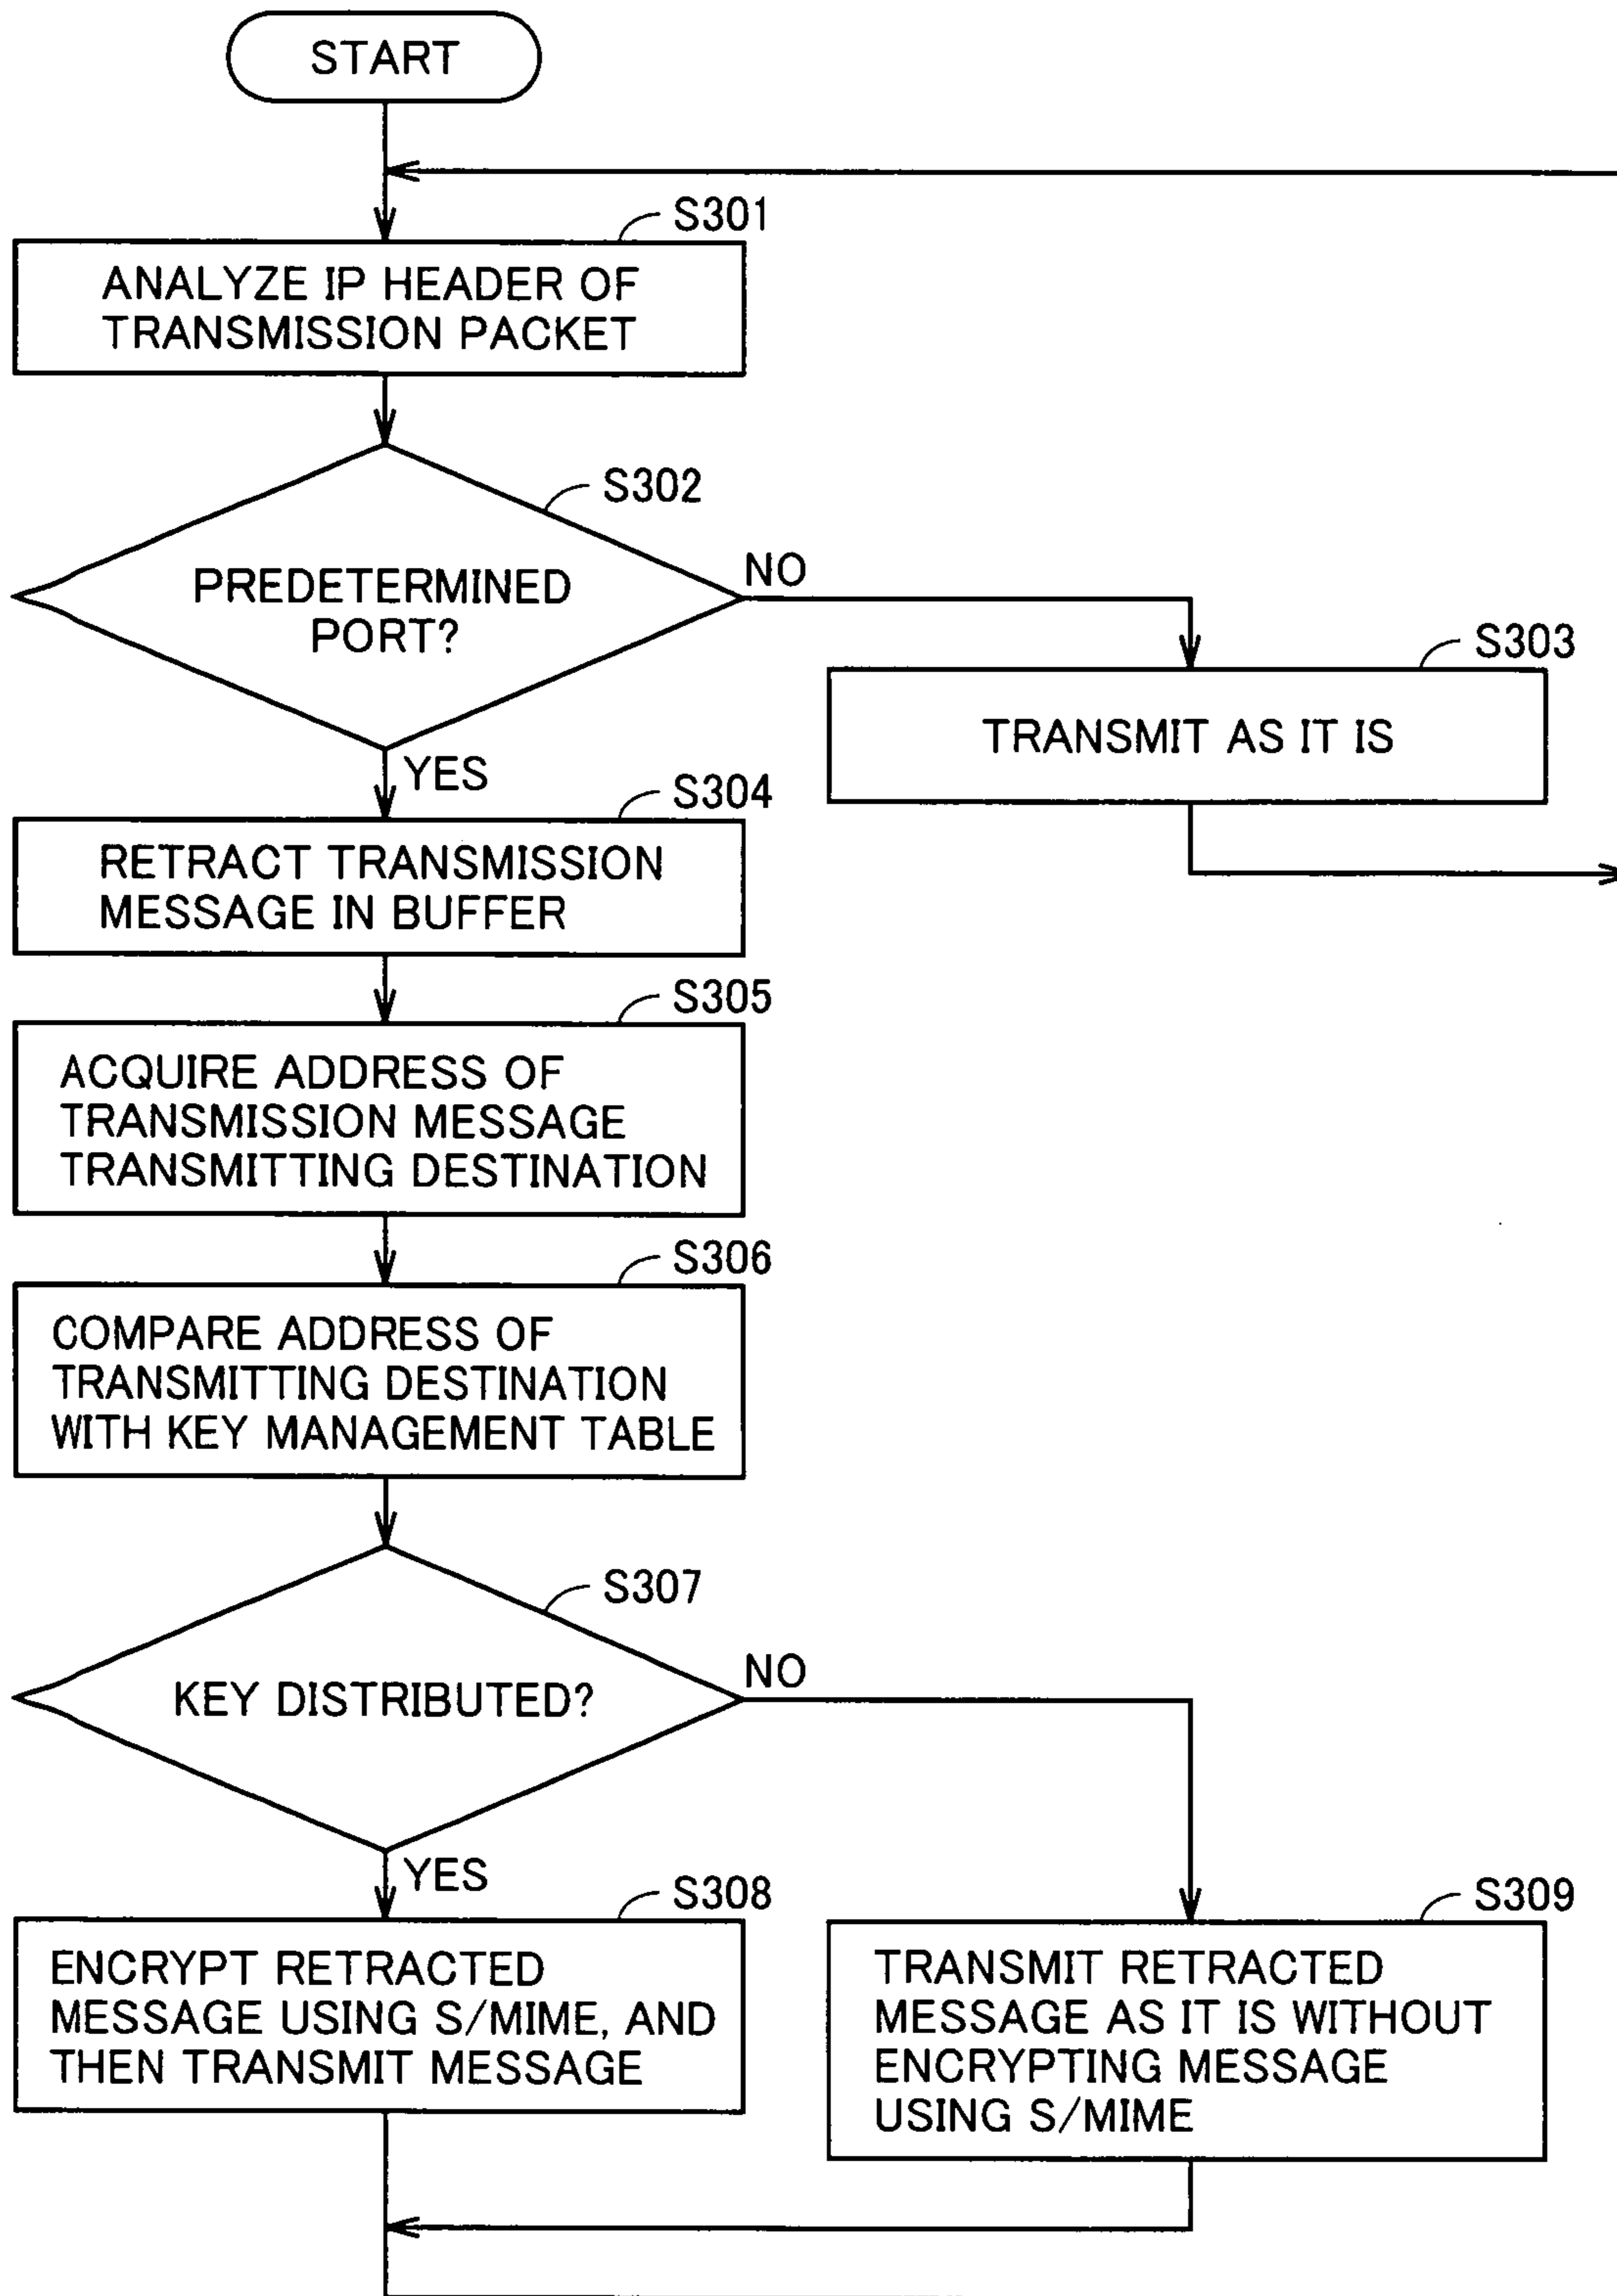 START
S301
ANALYZE IP HEADER OF
TRANSMISSION PACKET
S302
PREDETERMINED
PORT?
NO
S303
TRANSMIT AS IT IS
YES
S304
RETRACT TRANSMISSION
MESSAGE IN BUFFER
S305
ACQUIRE ADDRESS OF
TRANSMISSION MESSAGE
TRANSMITTING DESTINATION
S306
COMPARE ADDRESS OF
TRANSMITTING DESTINATION
WITH KEY MANAGEMENT TABLE
S307
KEY DISTRIBUTED?
NO
YES
S308
ENCRYPT RETRACTED
MESSAGE USING S/MIME, AND
THEN TRANSMIT MESSAGE
S309
TRANSMIT RETRACTED
MESSAGE AS IT IS WITHOUT
ENCRYPTING MESSAGE
USING S/MIME